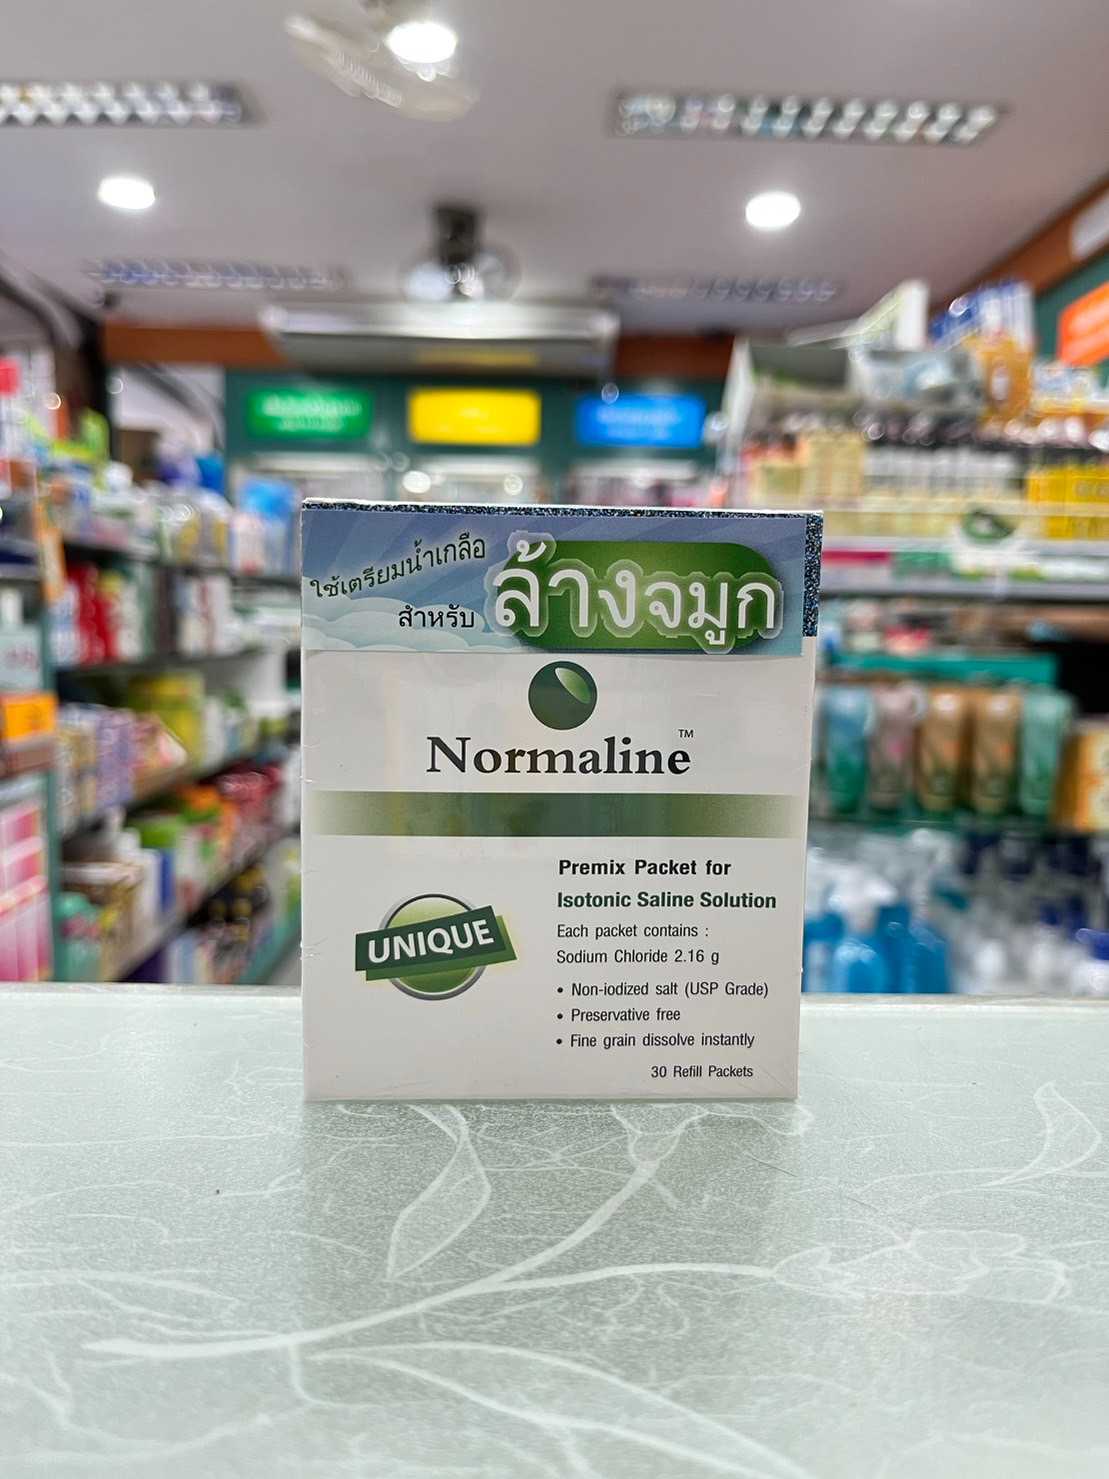 ใช้เตรียมน้ำเกลือ
สำหรับ
ล้างจมูก
Normaline™
UNIQUE
Premix Packet for
Isotonic Saline Solution
Each packet contains :
Sodium Chloride 2.16 g
• Non-iodized salt (USP Grade)
• Preservative free
• Fine grain dissolve instantly
30 Refill Packets